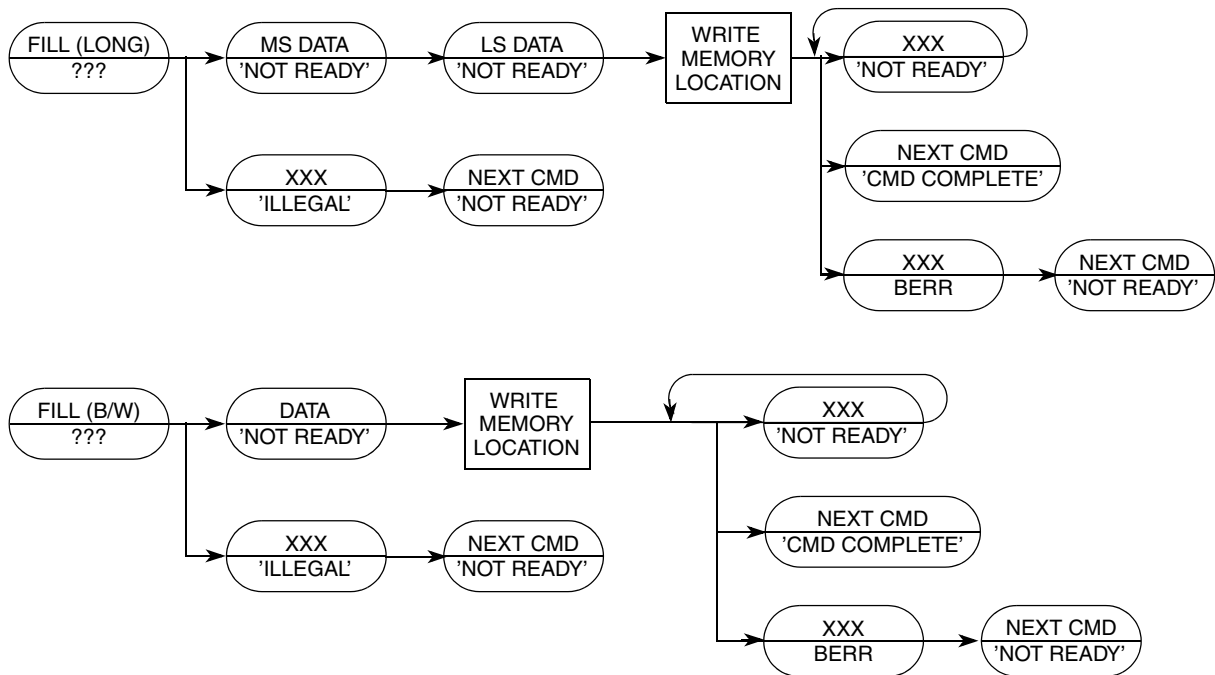 FILL (LONG)
???
MS DATA
'NOT READY'
LS DATA
'NOT READY'
WRITE
MEMORY
LOCATION
XXX
'NOT READY'
XXX
'ILLEGAL'
NEXT CMD
'NOT READY'
NEXT CMD
'CMD COMPLETE'
XXX
BERR
NEXT CMD
'NOT READY'
FILL (B/W)
???
DATA
'NOT READY'
WRITE
MEMORY
LOCATION
XXX
'NOT READY'
XXX
'ILLEGAL'
NEXT CMD
'NOT READY'
NEXT CMD
'CMD COMPLETE'
XXX
BERR
NEXT CMD
'NOT READY'